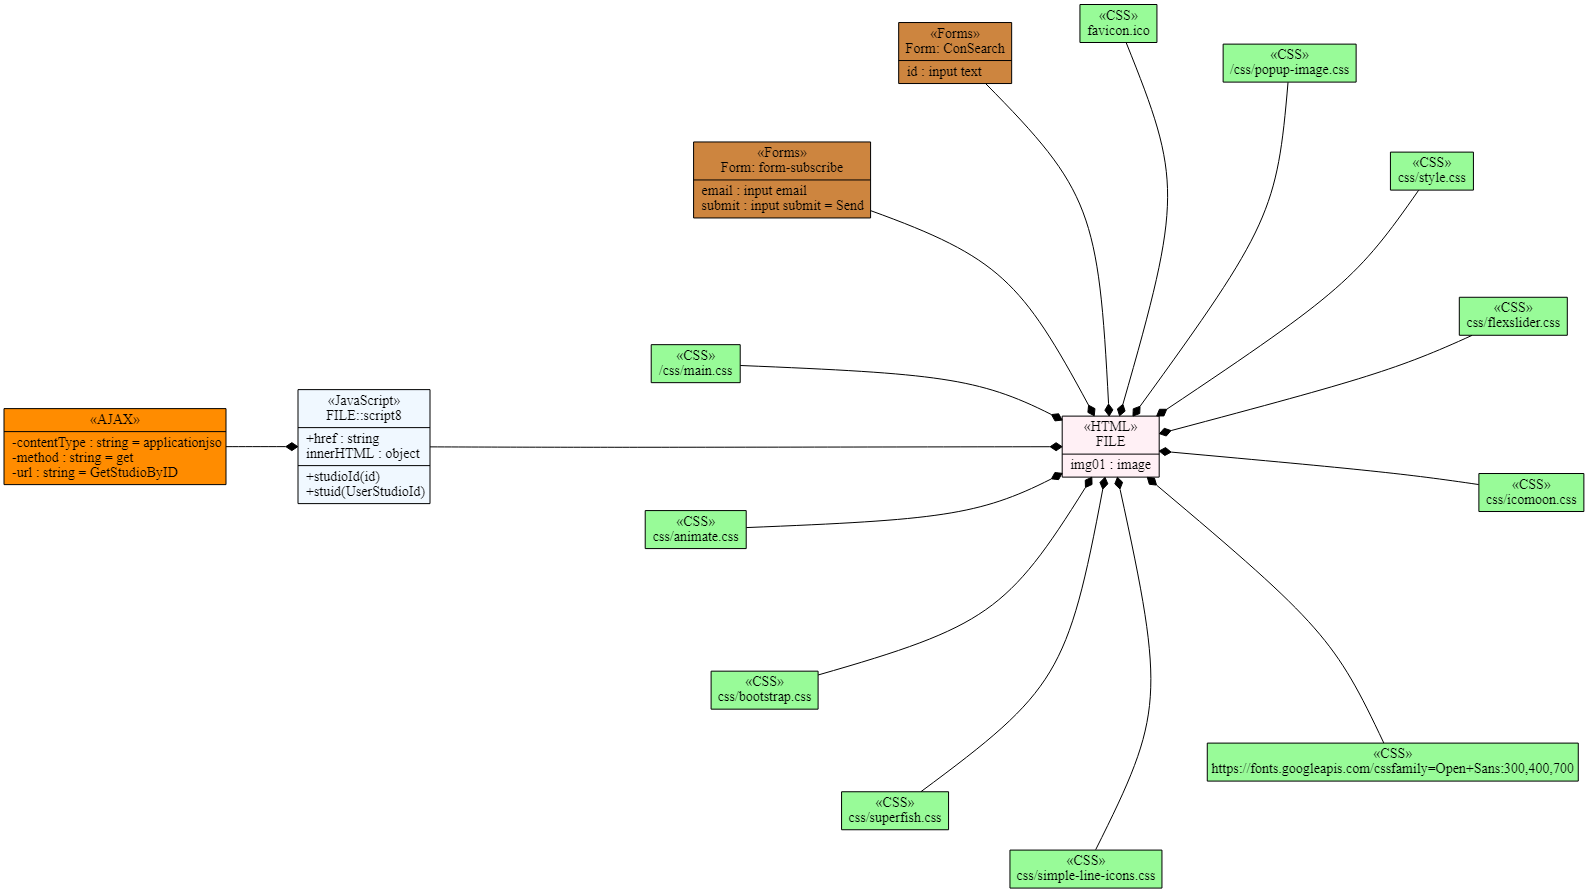 «CSS»
favicon.ico
«Forms»
Form: ConSearch
id : input text
«CSS»
/css/popup-image.css
«Forms»
Form: form-subscribe
email : input email
submit : input submit = Send
«CSS»
css/style.css
«CSS»
css/flexslider.css
«CSS»
/css/main.css
«JavaScript»
FILE::script8
+href : string
innerHTML : object
+studioId(id)
+stuid(UserStudioId)
«AJAX»
-contentType : string = applicationjso
-method : string = get
-url : string = GetStudioByID
«HTML»
FILE
img01 : image
«CSS»
css/icomoon.css
«CSS»
css/animate.css
«CSS»
css/bootstrap.css
«CSS»
https://fonts.googleapis.com/cssfamily=Open+Sans:300,400,700
«CSS»
css/superfish.css
«CSS»
css/simple-line-icons.css